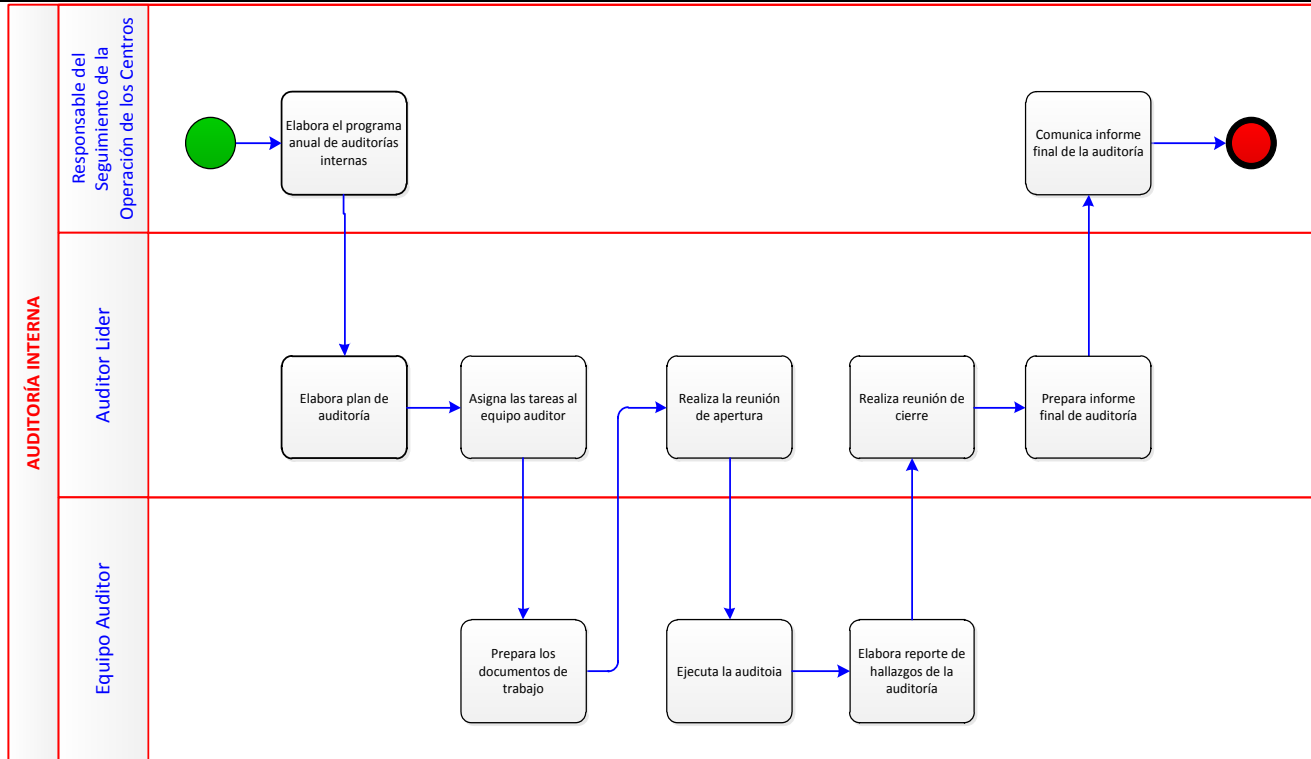 AUDITORÍA INTERNA
Responsable del
Seguimiento de la
Operación de los Centros
Elabora el programa
anual de auditorías
internas
Comunica informe
final de la auditoría
Auditor Lider
Elabora plan de
auditoría
Asigna las tareas al
equipo auditor
Realiza la reunión
de apertura
Realiza reunión de
cierre
Prepara informe
final de auditoría
Equipo Auditor
Prepara los
documentos de
trabajo
Ejecuta la auditoia
Elabora reporte de
hallazgos de la
auditoría